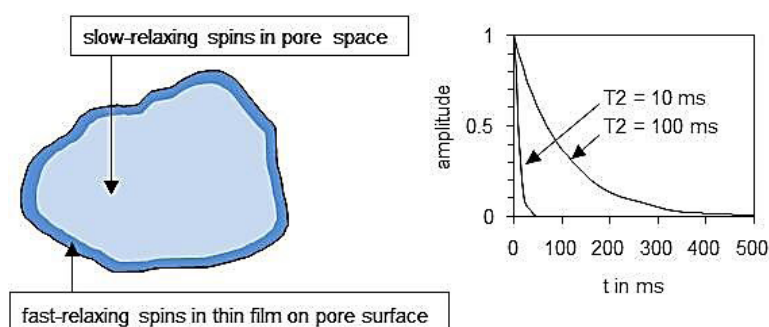 slow-relaxing spins in pore space
fast-relaxing spins in thin film on pore surface
amplitude
1
0.5
0
T2 = 10 ms
T2 = 100 ms
0 100 200 300 400 500
t in ms